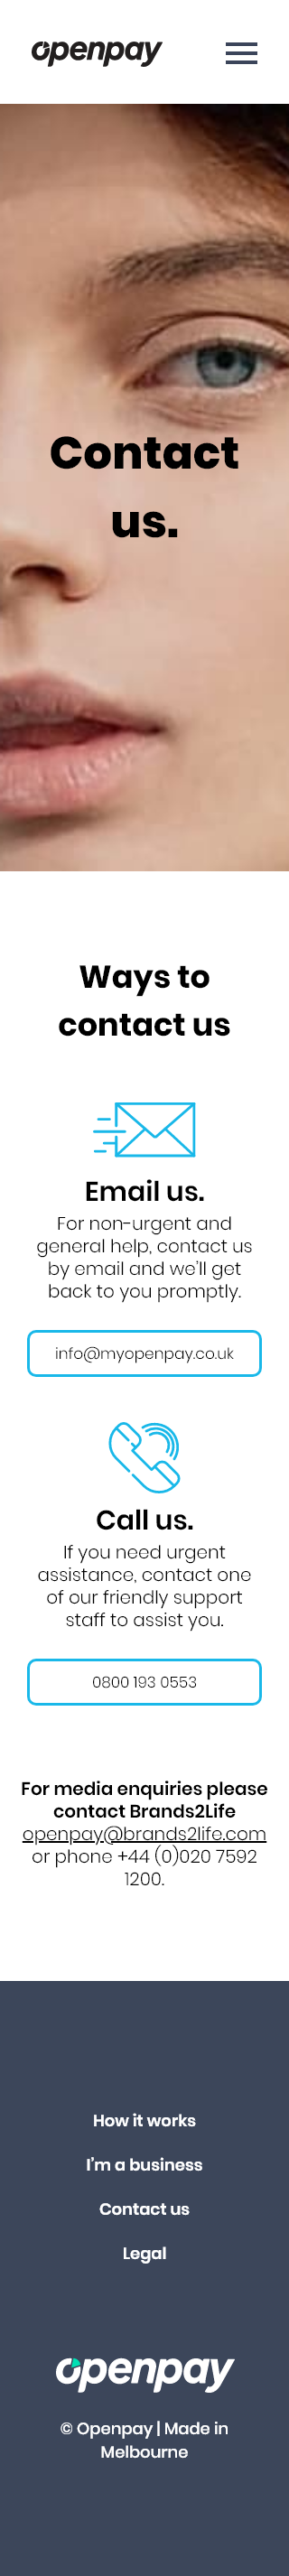 openpay
Contact
us.
Ways to
contact us
Email us.
For non-urgent and
general help, contact us
by email and we'll get
back to you promptly.
info@myopenpay.co.uk
Call us.
If you need urgent
assistance, contact one
of our friendly support
staff to assist you.
0800 193 0553
For media enquiries please
contact Brands2Life
openpay@brands2life.com
or phone +44 (0)020 7592
1200.
How it works
I'm a business
Contact us
Legal
openpay
© Openpay | Made in
Melbourne